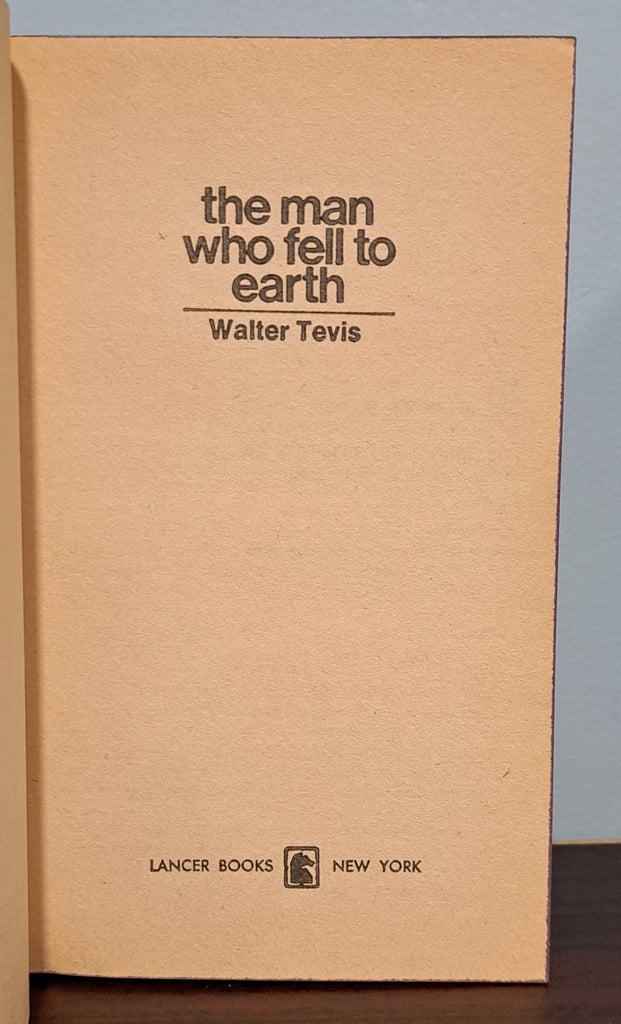 the man
who fell to
earth
Walter Tevis
LANCER BOOKS NEW YORK